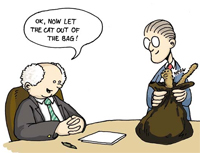 OK, NOW LET
THE CAT OUT OF
THE BAG!